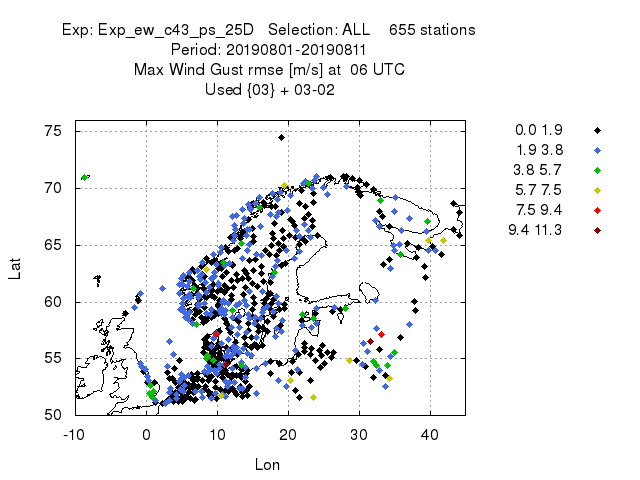 Exp: Exp_ew_c43_ps_25D Selection: ALL 655 stations
Period: 20190801-20190811
Max Wind Gust rmse [m/s] at 06 UTC
Used {03} + 03-02
75
70
65
60
55
50
Lat
-10 0 10 20 30 40
Lon
0.0 1.9
1.9 3.8
3.8 5.7
5.7 7.5
7.5 9.4
9.4 11.3